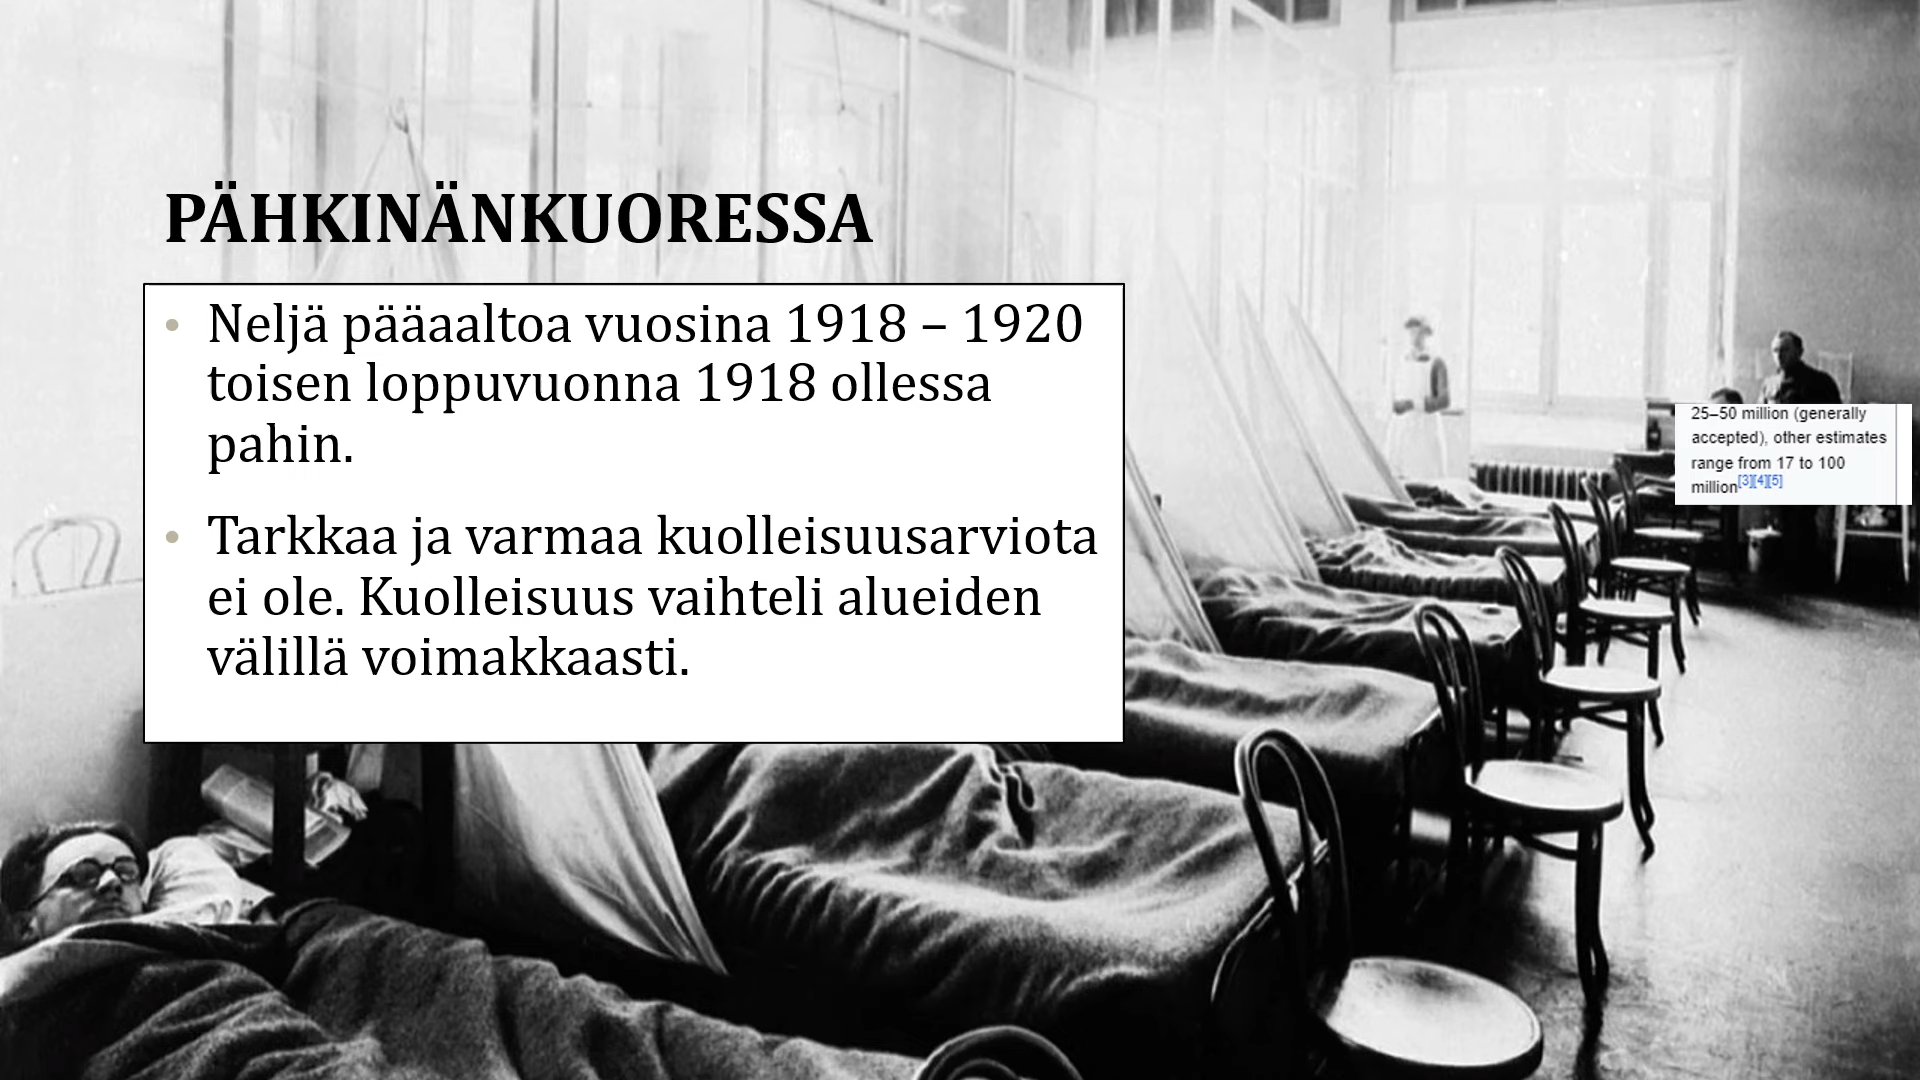 PÄHKINÄNKUORESSA
• Neljä pääaaltoa vuosina 1918 – 1920
toisen loppuvuonna 1918 ollessa
pahin.
• Tarkkaa ja varmaa kuolleisuusarviota
ei ole. Kuolleisuus vaihteli alueiden
välillä voimakkaasti.
25–50 million (generally
accepted), other estimates
range from 17 to 100
million[3][4][5]